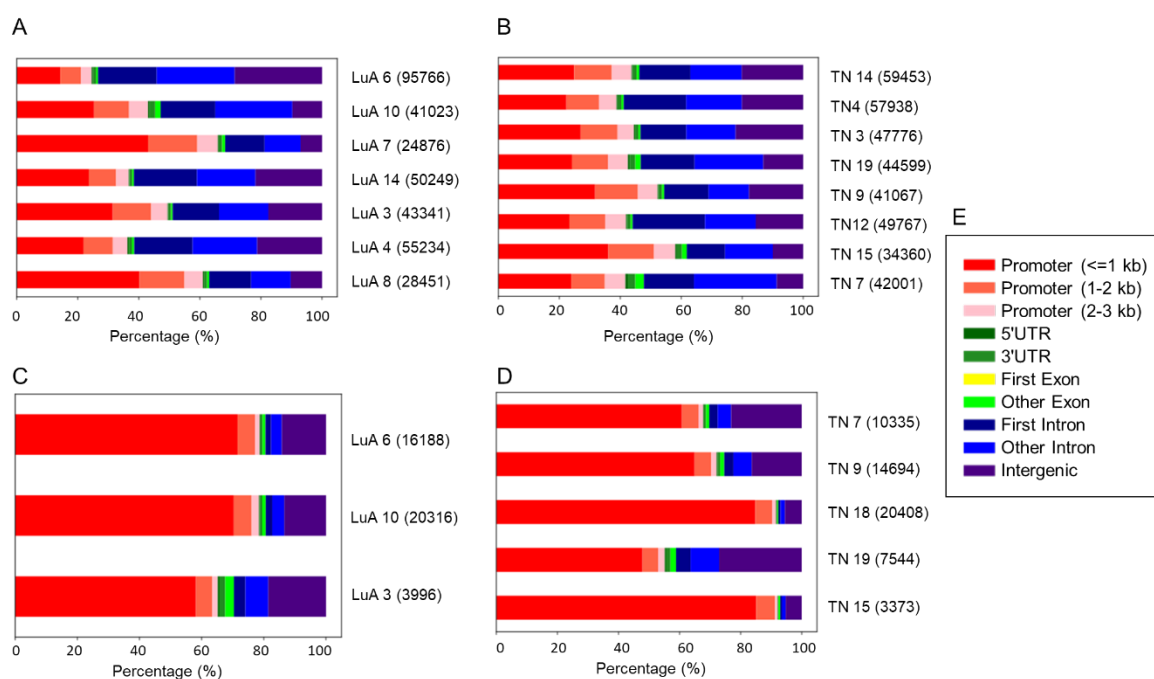 A
LuA 6 (95766)
LuA 10 (41023)
LuA 7 (24876)
LuA 14 (50249)
LuA 3 (43341)
LuA 4 (55234)
LuA 8 (28451)
0 20 40 60 80 100
Percentage (%)
B
TN 14 (59453)
TN4 (57938)
TN 3 (47776)
TN 19 (44599)
TN 9 (41067)
TN12 (49767)
TN 15 (34360)
TN 7 (42001)
0 20 40 60 80 100
Percentage (%)
C
LuA 6 (16188)
LuA 10 (20316)
LuA 3 (3996)
0 20 40 60 80 100
Percentage (%)
D
TN 7 (10335)
TN 9 (14694)
TN 18 (20408)
TN 19 (7544)
TN 15 (3373)
0 20 40 60 80 100
Percentage (%)
E
Promoter (<=1 kb)
Promoter (1-2 kb)
Promoter (2-3 kb)
5'UTR
3'UTR
First Exon
Other Exon
First Intron
Other Intron
Intergenic